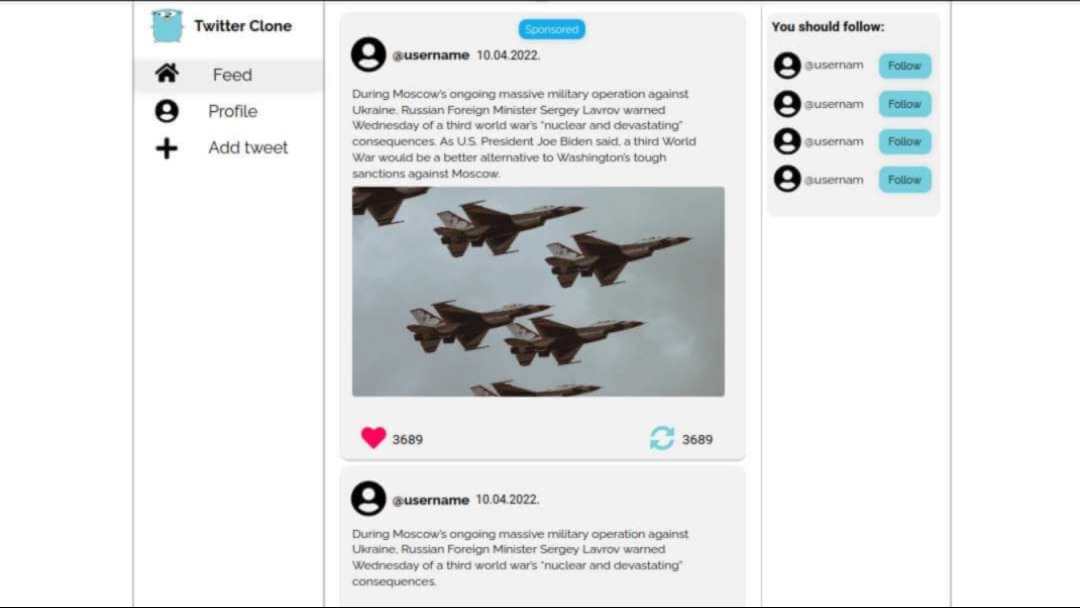 Twitter Clone
Feed
Profile
Add tweet
Sponsored
@username 10.04.2022.
During Moscow's ongoing massive military operation against
Ukraine, Russian Foreign Minister Sergey Lavrov warned
Wednesday of a third world war's "nuclear and devastating"
consequences. As U.S. President Joe Biden said, a third World
War would be a better alternative to Washington's tough
sanctions against Moscow.
3689 3689
@username 10.04.2022.
During Moscow's ongoing massive military operation against
Ukraine, Russian Foreign Minister Sergey Lavrov warned
Wednesday of a third world war's "nuclear and devastating"
consequences.
You should follow:
@usernam Follow
@usernam Follow
@usernam Follow
@usernam Follow